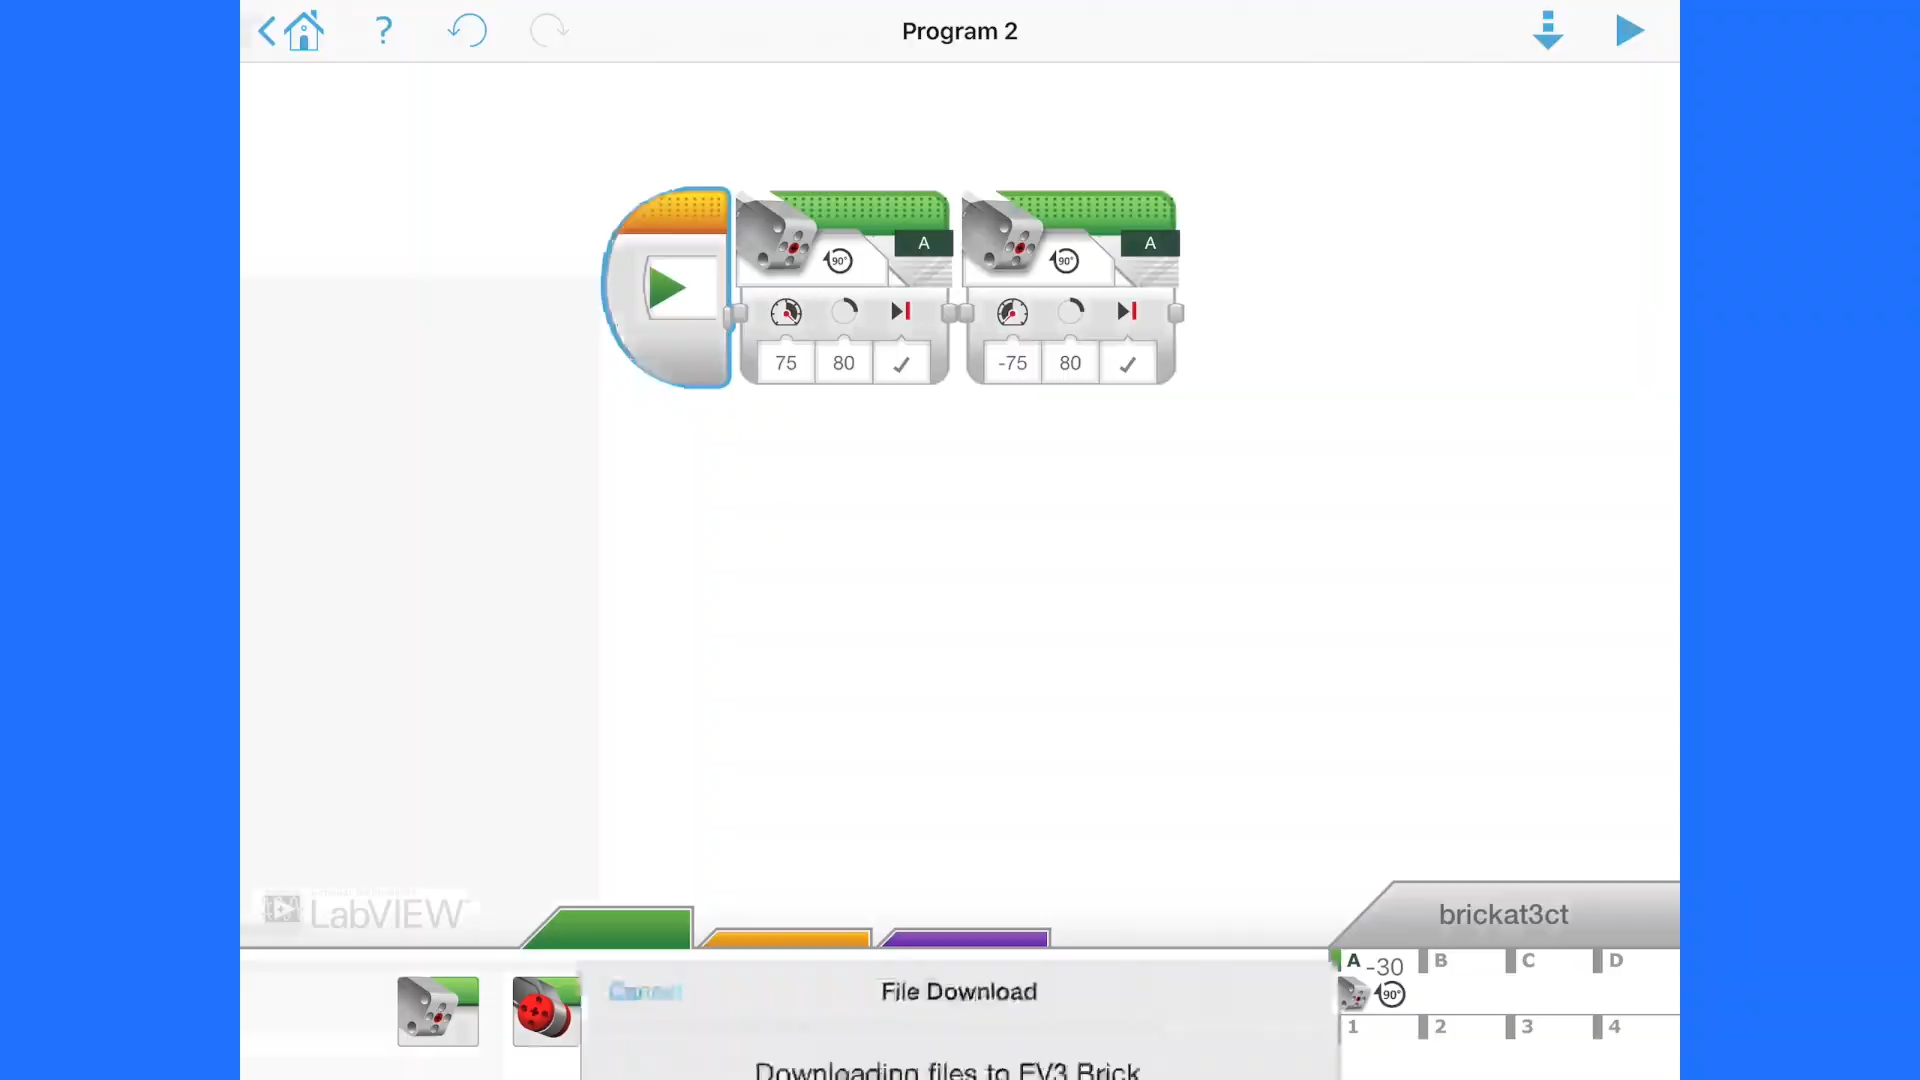 ?
Program 2
A
A
90°
90°
75 80
-75 80
LabVIEW
brickat3ct
A -30 B C D
90°
Cancel
File Download
1 2 3 4
Downloading files to EV3 Brick